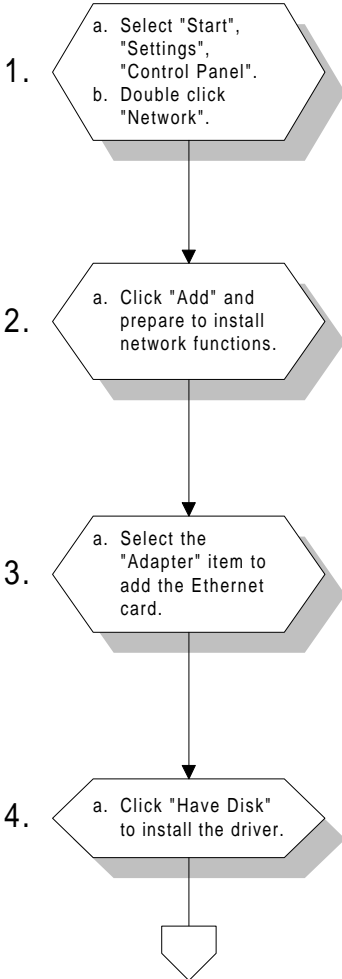 1.
a. Select "Start",
"Settings",
"Control Panel".
b. Double click
"Network".
2.
a. Click "Add" and
prepare to install
network functions.
3.
a. Select the
"Adapter" item to
add the Ethernet
card.
4.
a. Click "Have Disk"
to install the driver.